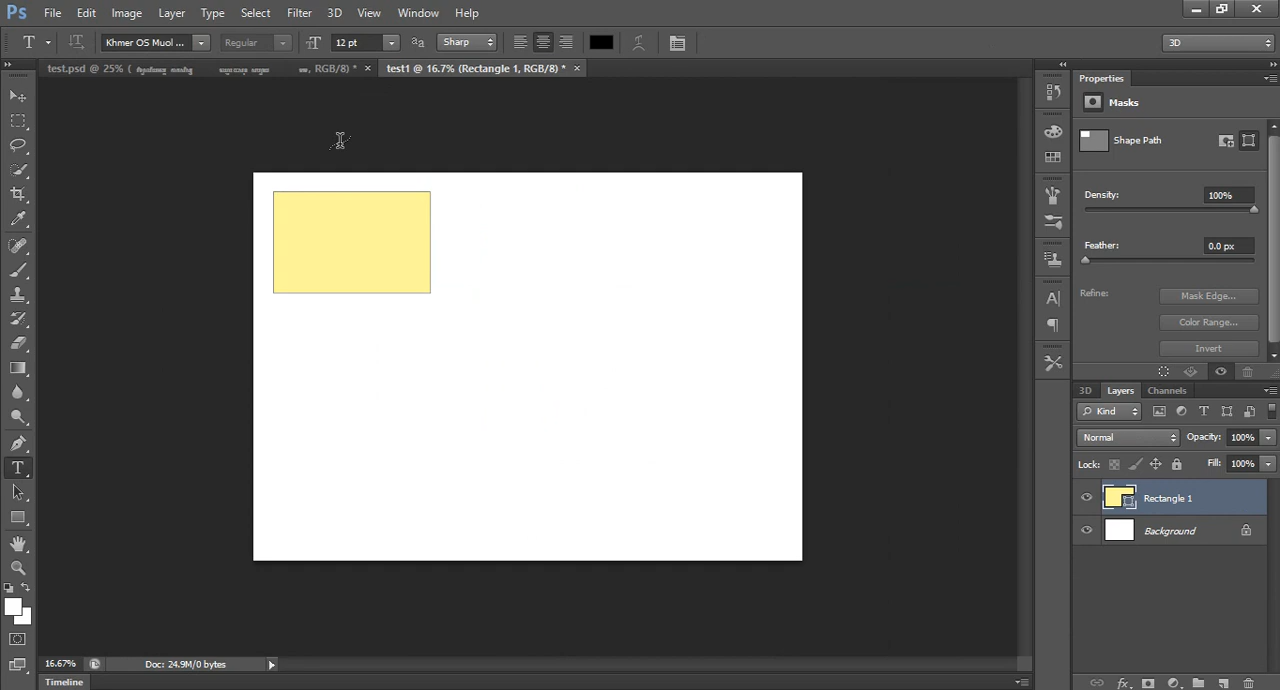 Ps File Edit Image Layer Type Select Filter 3D View Window Help
T Khmer OS Muol ... Regular 12 pt Sharp 3D
test.psd @ 25% ( , RGB/8) * × test1 @ 16.7% (Rectangle 1, RGB/8) * ×
Properties
Masks
Shape Path
Density: 100%
Feather: 0.0 px
Refine: Mask Edge...
Color Range...
Invert
3D Layers Channels
Kind
Normal Opacity: 100%
Lock: Fill: 100%
Rectangle 1
Background
16.67% Doc: 24.9M/0 bytes
Timeline